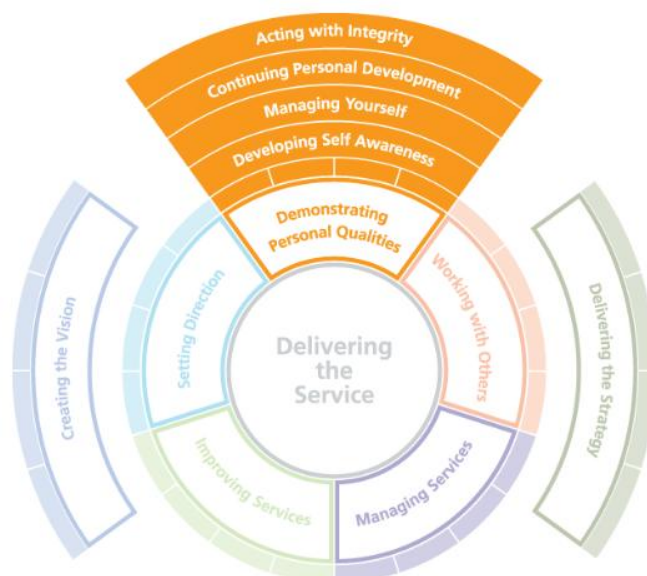 Acting with Integrity
Continuing Personal Development
Managing Yourself
Developing Self Awareness
Demonstrating
Personal Qualities
Creating the Vision
Setting Direction
Delivering
the
Service
Working with Others
Delivering the Strategy
Improving Services
Managing Services